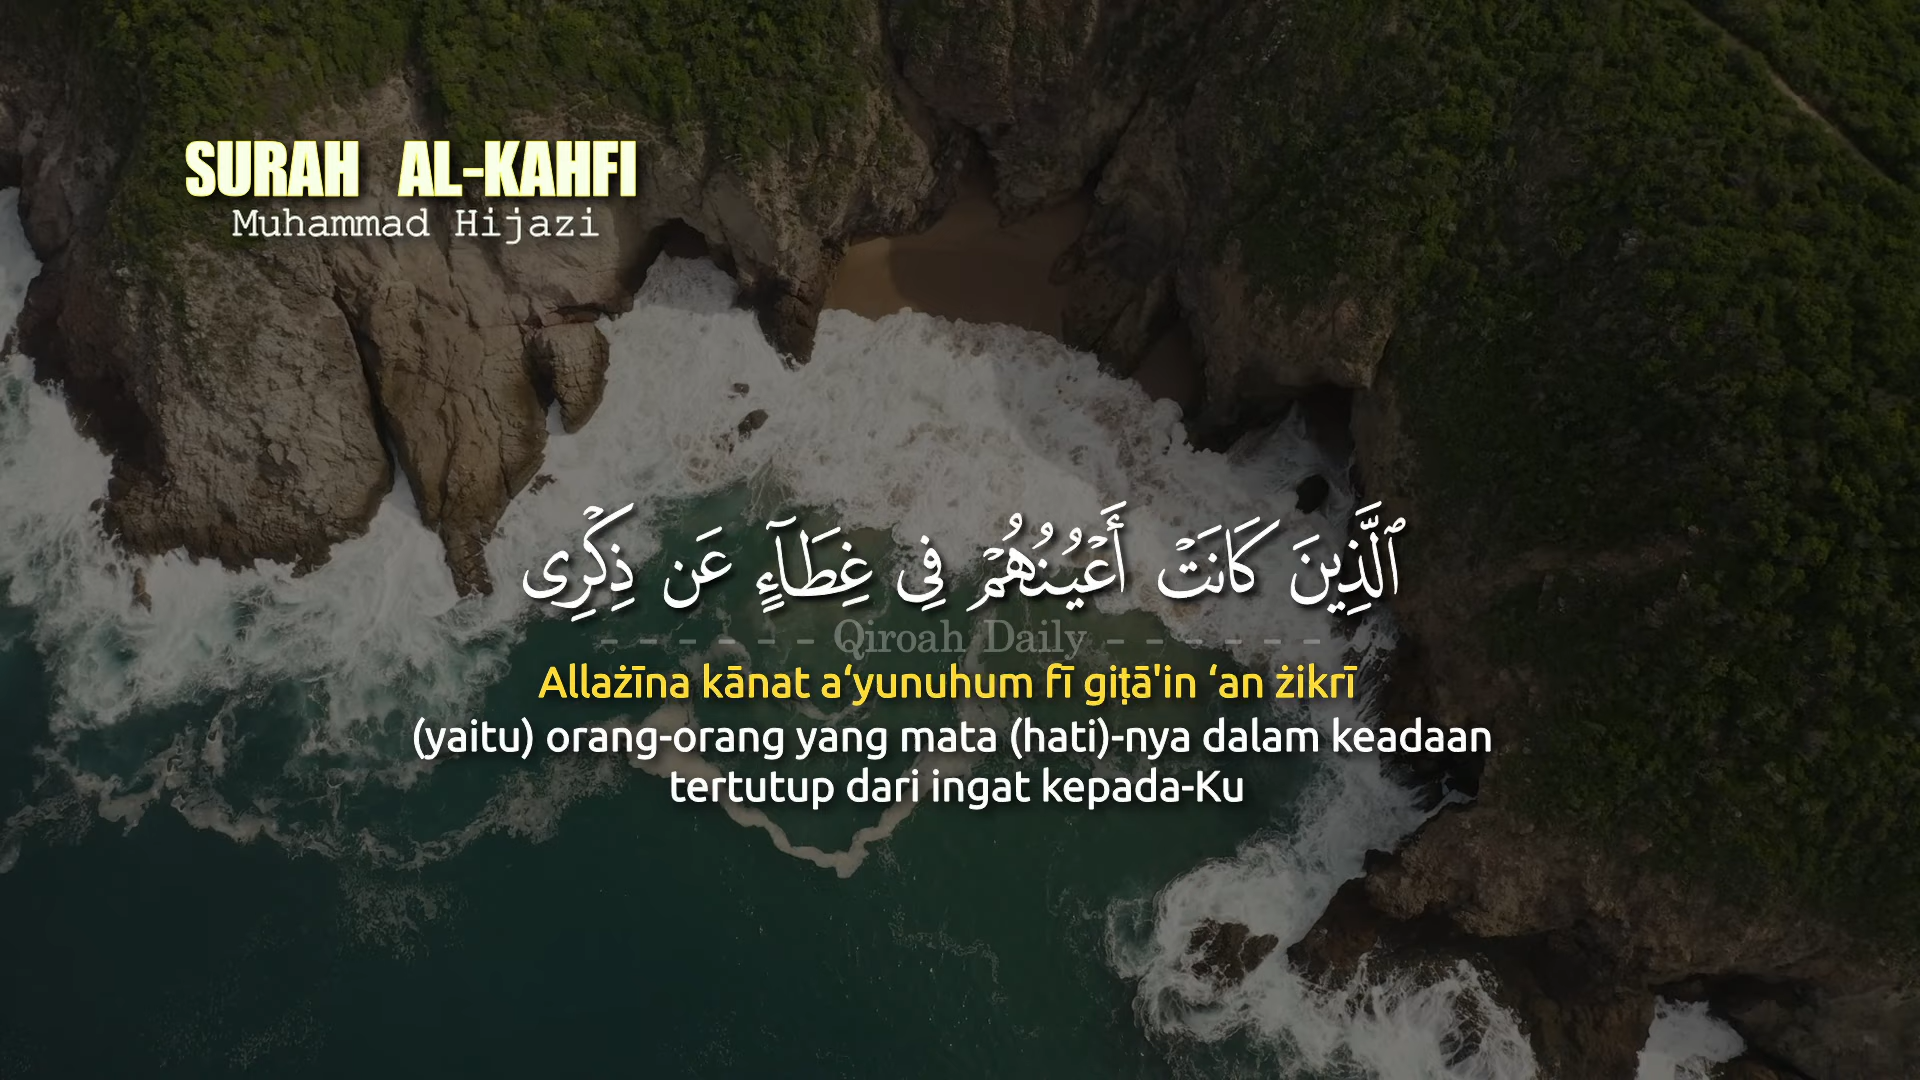 SURAH AL-KAHFI
Muhammad Hijazi
ٱلَّذِينَ كَانَتْ أَعْيُنُهُمْ فِى غِطَآءٍ عَن ذِكْرِى
- - - - - - Qiroah Daily - - - - - -
Allażīna kānat a‘yunuhum fī giṭā'in ‘an żikrī
(yaitu) orang-orang yang mata (hati)-nya dalam keadaan
tertutup dari ingat kepada-Ku